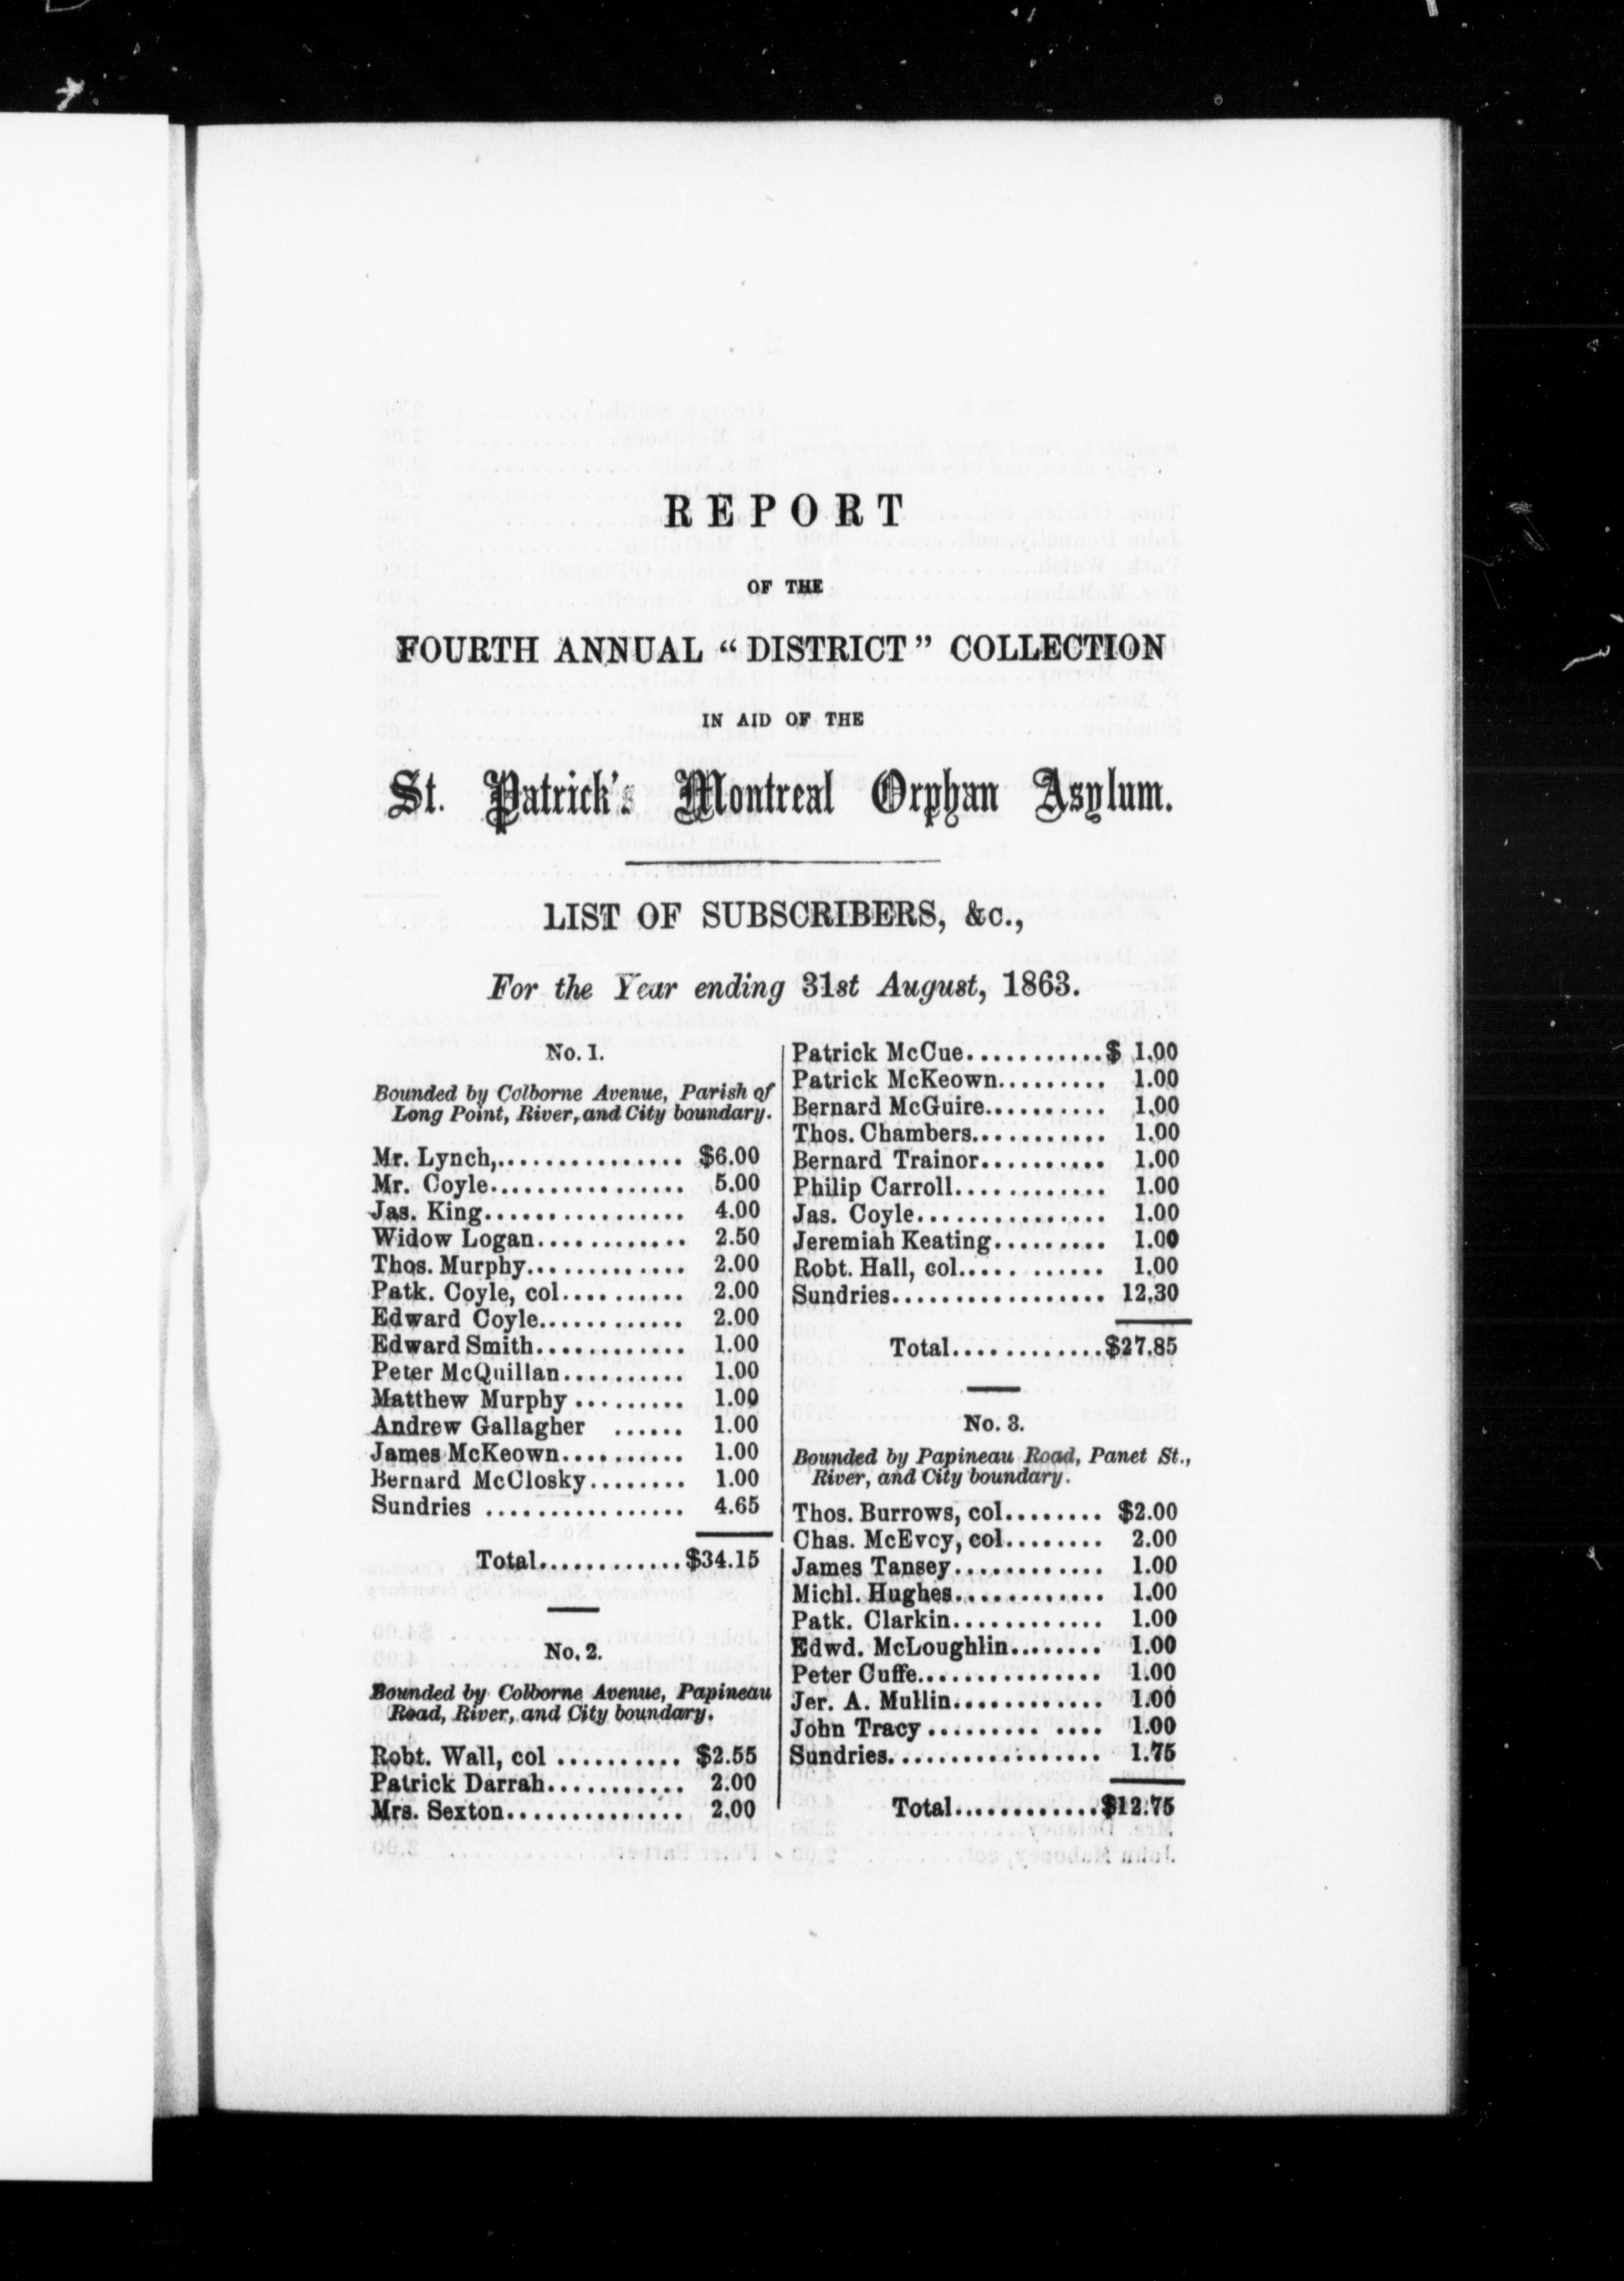 REPORT
OF THE
FOURTH ANNUAL “DISTRICT” COLLECTION
IN AID OF THE
St. Patrick's Montreal Orphan Asylum.
LIST OF SUBSCRIBERS, &c.,
For the Year ending 31st August, 1863.
No. 1.
Bounded by Colborne Avenue, Parish of
Long Point, River, and City boundary.
Mr. Lynch,............... $6.00
Mr. Coyle................ 5.00
Jas. King................ 4.00
Widow Logan............ 2.50
Thos. Murphy............. 2.00
Patk. Coyle, col.......... 2.00
Edward Coyle............ 2.00
Edward Smith............ 1.00
Peter McQuillan.......... 1.00
Matthew Murphy ......... 1.00
Andrew Gallagher ...... 1.00
James McKeown.......... 1.00
Bernard McClosky........ 1.00
Sundries ................ 4.65
Total............$34.15
No. 2.
Bounded by Colborne Avenue, Papineau
Road, River, and City boundary.
Robt. Wall, col .......... $2.55
Patrick Darrah........... 2.00
Mrs. Sexton.............. 2.00
Patrick McCue...........$ 1.00
Patrick McKeown......... 1.00
Bernard McGuire.......... 1.00
Thos. Chambers........... 1.00
Bernard Trainor.......... 1.00
Philip Carroll............ 1.00
Jas. Coyle............... 1.00
Jeremiah Keating......... 1.00
Robt. Hall, col.... ...... 1.00
Sundries................. 12.30
Total............$27.85
No. 3.
Bounded by Papineau Road, Panet St.,
River, and City boundary.
Thos. Burrows, col........ $2.00
Chas. McEvoy, col........ 2.00
James Tansey............ 1.00
Michl. Hughes............ 1.00
Patk. Clarkin............ 1.00
Edwd. McLoughlin........ 1.00
Peter Cuffe............... 1.00
Jer. A. Mullin............ 1.00
John Tracy ......... .... 1.00
Sundries................. 1.75
Total............$12.75